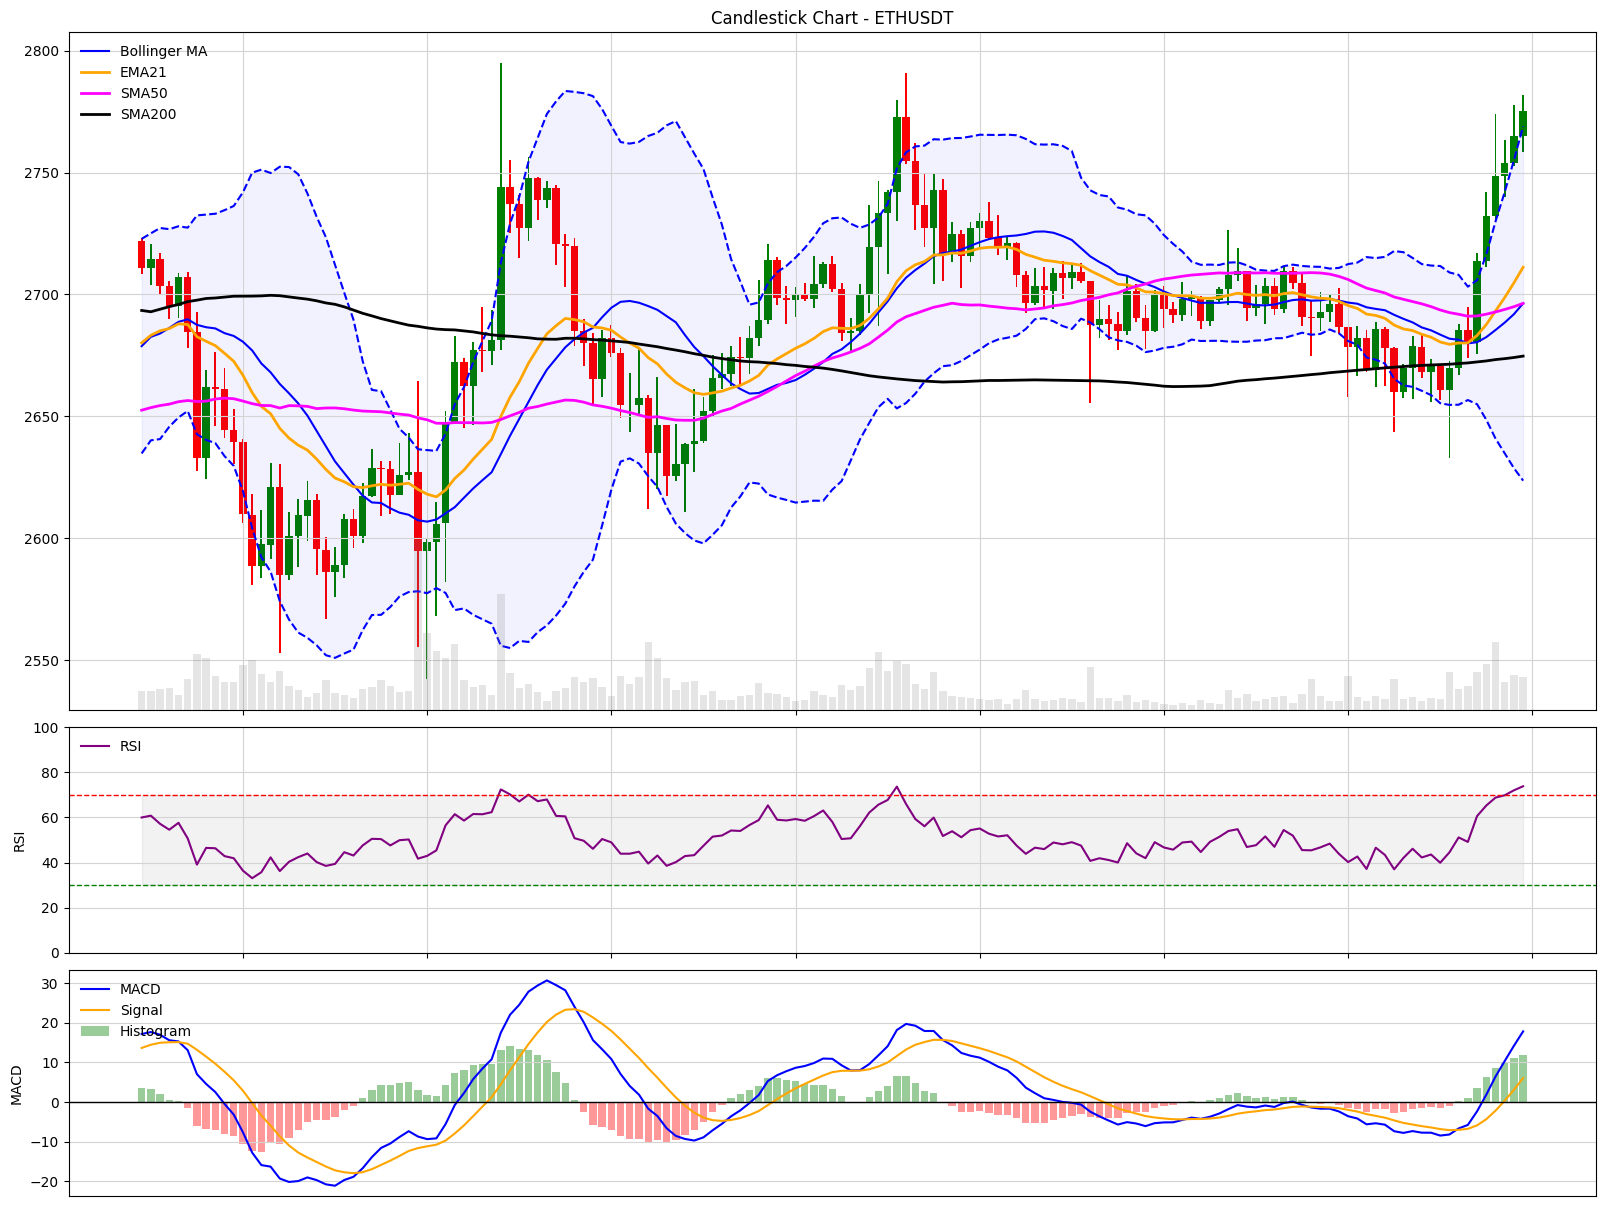 Candlestick Chart - ETHUSDT
2800
2750
2700
2650
2600
2550
Bollinger MA
EMA21
SMA50
SMA200
100
80
60
40
20
0
RSI
RSI
30
20
10
0
−10
−20
MACD
MACD
Signal
Histogram